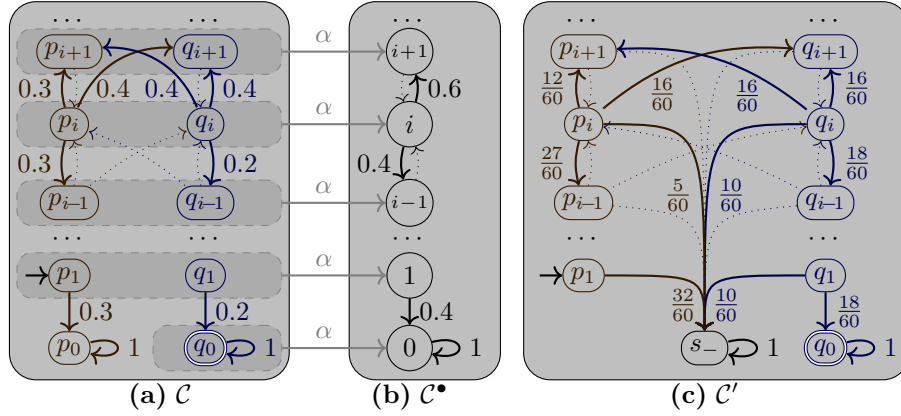 ... ... ...
p_{i+1} q_{i+1} α i+1 p_{i+1} q_{i+1}
0.3 0.4 0.4 0.4 0.6 12/60 16/60 16/60 16/60
p_i q_i α i p_i q_i
0.3 0.2 0.4 27/60 5/60 10/60 18/60
p_{i-1} q_{i-1} α i-1 p_{i-1} q_{i-1}
... ... ... ... ...
p_1 q_1 α 1 p_1 q_1
0.3 0.2 0.4 32/60 10/60 18/60
p_0 1 q_0 1 α 0 1 s_- 1 q_0 1
(a) 𝒞 (b) 𝒞• (c) 𝒞′